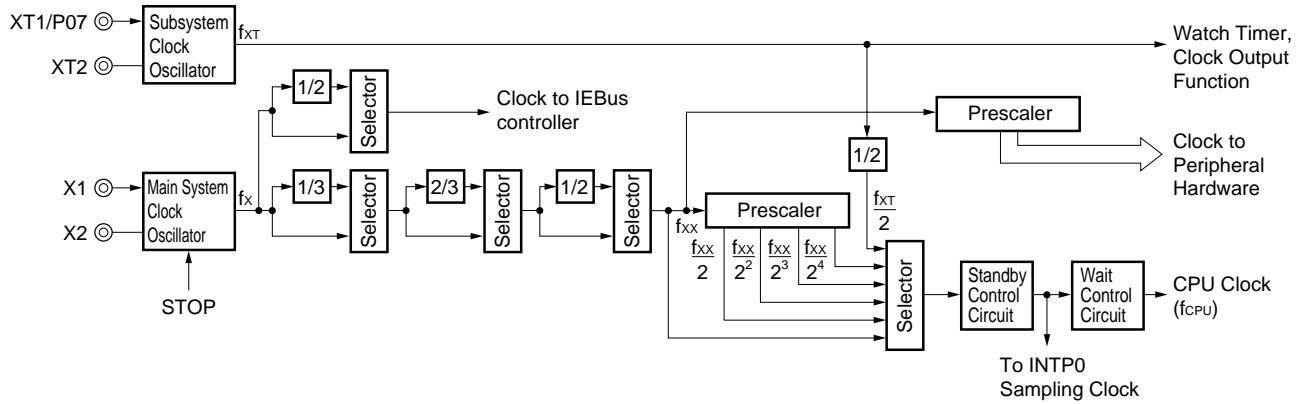 XT1/P07
XT2
Subsystem
Clock
Oscillator
fXT
Watch Timer,
Clock Output
Function
1/2
Selector
Clock to IEBus
controller
Prescaler
Clock to
Peripheral
Hardware
1/2
X1
X2
Main System
Clock
Oscillator
fX
STOP
1/3
Selector
2/3
Selector
1/2
Selector
fXX
Prescaler
fXX/2
fXX/2^2
fXX/2^3
fXX/2^4
fXT/2
Selector
Standby
Control
Circuit
Wait
Control
Circuit
CPU Clock
(fCPU)
To INTP0
Sampling Clock